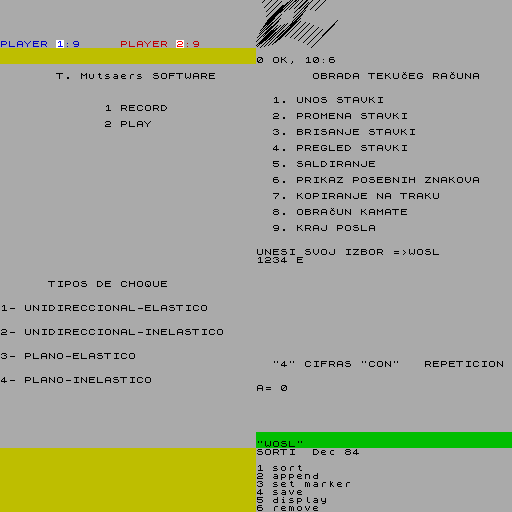 PLAYER 1:9 PLAYER 2:9
T. Mutsaers SOFTWARE
1 RECORD
2 PLAY
TIPOS DE CHOQUE
1- UNIDIRECCIONAL-ELASTICO
2- UNIDIRECCIONAL-INELASTICO
3- PLANO-ELASTICO
4- PLANO-INELASTICO
0 OK, 10:6
OBRADA TEKUČEG RAČUNA
1. UNOS STAVKI
2. PROMENA STAVKI
3. BRISANJE STAVKI
4. PREGLED STAVKI
5. SALDIRANJE
6. PRIKAZ POSEBNIH ZNAKOVA
7. KOPIRANJE NA TRAKU
8. OBRAČUN KAMATE
9. KRAJ POSLA
UNESI SVOJ IZBOR =>WOSL
1234 E
"4" CIFRAS "CON" REPETICION
A= 0
"WOSL"
SORTI Dec 84
1 sort
2 append
3 set marker
4 save
5 display
6 remove